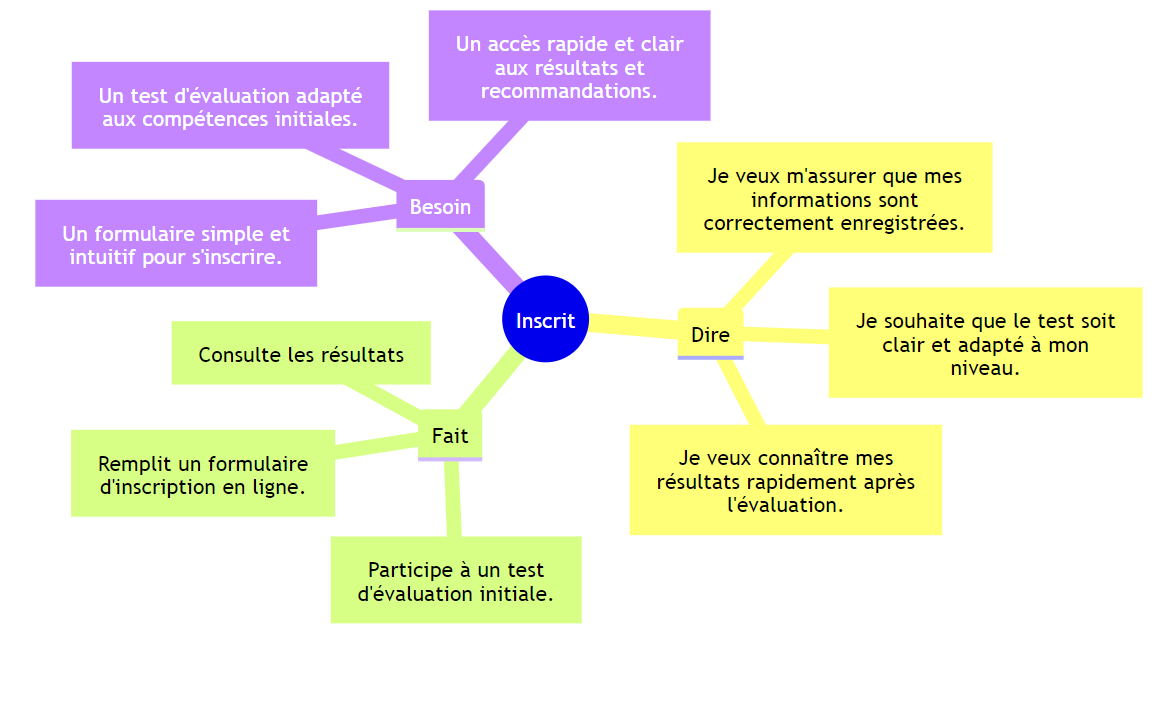 Un accès rapide et clair
aux résultats et
recommandations.
Un test d'évaluation adapté
aux compétences initiales.
Besoin
Un formulaire simple et
intuitif pour s'inscrire.
Inscrit
Je veux m'assurer que mes
informations sont
correctement enregistrées.
Dire
Je souhaite que le test soit
clair et adapté à mon
niveau.
Je veux connaître mes
résultats rapidement après
l'évaluation.
Consulte les résultats
Fait
Remplit un formulaire
d'inscription en ligne.
Participe à un test
d'évaluation initiale.